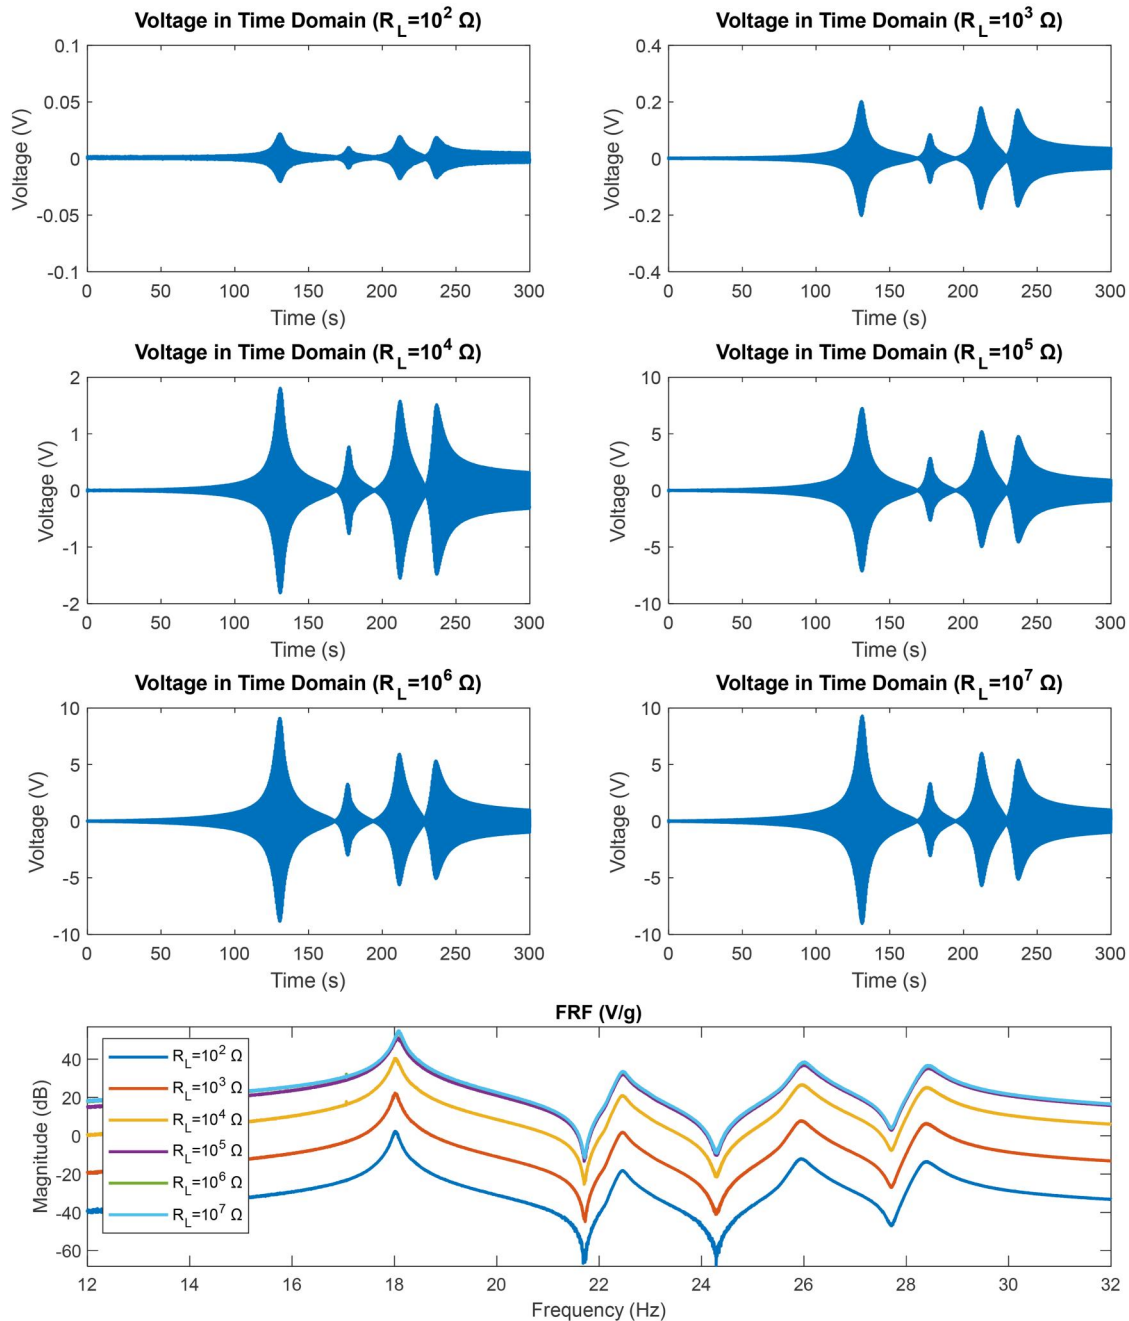 Voltage in Time Domain (R_L=10^2 Ω)
0.1
0.05
0
-0.05
-0.1
Voltage (V)
0 50 100 150 200 250 300
Time (s)
Voltage in Time Domain (R_L=10^3 Ω)
0.4
0.2
0
-0.2
-0.4
Voltage (V)
0 50 100 150 200 250 300
Time (s)
Voltage in Time Domain (R_L=10^4 Ω)
2
1
0
-1
-2
Voltage (V)
0 50 100 150 200 250 300
Time (s)
Voltage in Time Domain (R_L=10^5 Ω)
10
5
0
-5
-10
Voltage (V)
0 50 100 150 200 250 300
Time (s)
Voltage in Time Domain (R_L=10^6 Ω)
10
5
0
-5
-10
Voltage (V)
0 50 100 150 200 250 300
Time (s)
Voltage in Time Domain (R_L=10^7 Ω)
10
5
0
-5
-10
Voltage (V)
0 50 100 150 200 250 300
Time (s)
FRF (V/g)
40
20
0
-20
-40
-60
Magnitude (dB)
R_L=10^2 Ω
R_L=10^3 Ω
R_L=10^4 Ω
R_L=10^5 Ω
R_L=10^6 Ω
R_L=10^7 Ω
12 14 16 18 20 22 24 26 28 30 32
Frequency (Hz)